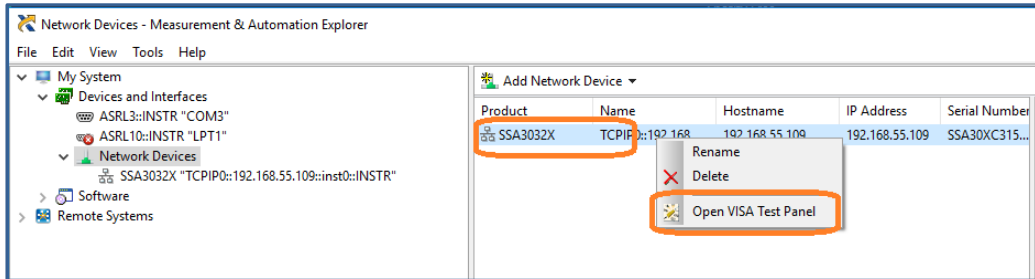 Network Devices - Measurement & Automation Explorer
File Edit View Tools Help
My System
Devices and Interfaces
ASRL3::INSTR "COM3"
ASRL10::INSTR "LPT1"
Network Devices
SSA3032X "TCPIP0::192.168.55.109::inst0::INSTR"
Software
Remote Systems
Add Network Device
Product Name Hostname IP Address Serial Number
SSA3032X TCPIP0::192.168 192.168.55.109 192.168.55.109 SSA30XC315...
Rename
Delete
Open VISA Test Panel